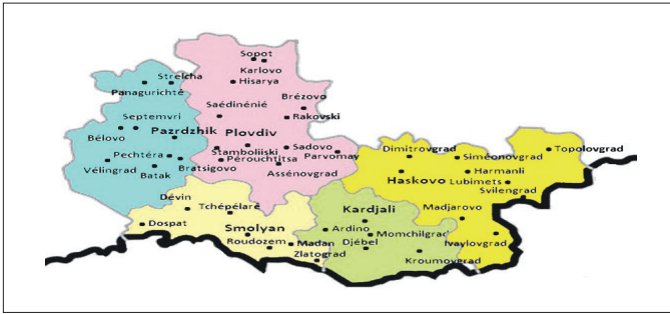 Sopot
Karlovo
Strelcha
Hisarya
Panagurichté
Brézovo
Saédinénié
Septemvri
Rakovski
Pazrdzhik
Plovdiv
Bélovo
Dimitrovgrad
Siméonovgrad
Topolovgrad
Stamboliiski
Sadovo
Parvomay
Pechtéra
Pérouchtitsa
Vélingrad
Batak
Bratsigovo
Assénovgrad
Harmanli
Haskovo
Lubimets
Svilengrad
Dévin
Tchépélaré
Kardjali
Madjarovo
Dospat
Smolyan
Ardino
Momchilgrad
Roudozem
Madan
Djébel
Ivaylovgrad
Zlatograd
Kroumovgrad